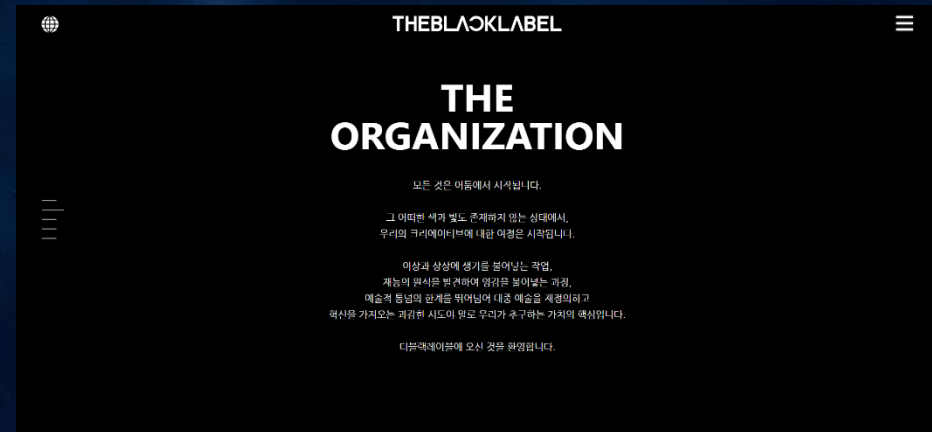 THEBLACKLABEL
THE
ORGANIZATION
모든 것은 어둠에서 시작됩니다.
그 어떠한 색과 빛도 존재하지 않는 상태에서,
우리의 크리에이티브에 대한 여정은 시작됩니다.
이상과 상상에 생기를 불어넣는 작업,
재능의 원석을 발견하여 영감을 불어넣는 과정,
예술적 통념의 한계를 뛰어넘어 대중 예술을 재정의하고
혁신을 가져오는 과감한 시도야 말로 우리가 추구하는 가치의 핵심입니다.
더블랙레이블에 오신 것을 환영합니다.